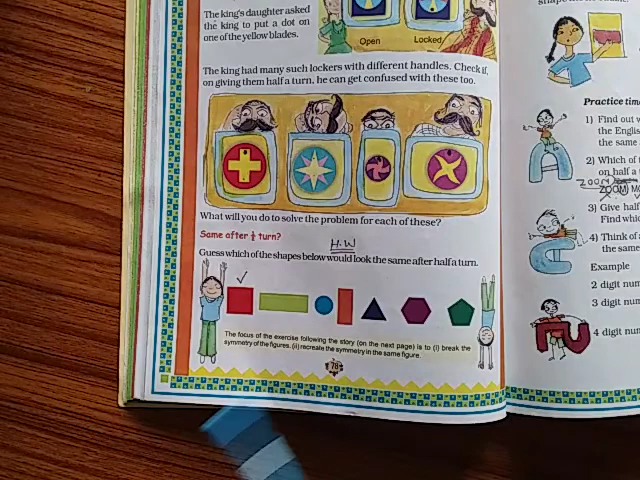 The king's daughter asked
the king to put a dot on
one of the yellow blades.
Open
Locked
The king had many such lockers with different handles. Check if,
on giving them half a turn, he can get confused with these too.
What will you do to solve the problem for each of these?
Same after ½ turn?
H.W
Guess which of the shapes below would look the same after half a turn.
The focus of the exercise following the story (on the next page) is to (i) break the
symmetry of the figures. (ii) recreate the symmetry in the same figure.
78
Practice time
1) Find out
the English
the same
2) Which of
on half a
ZOOM
ZOOM
3) Give half
Find which
4) Think of
the same
Example
2 digit num
3 digit num
4 digit num